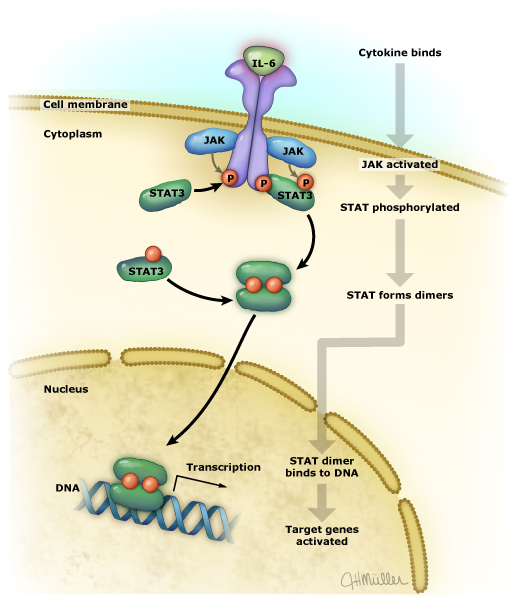 IL-6
Cytokine binds
Cell membrane
Cytoplasm
JAK
JAK
JAK activated
P
P
P
STAT3
STAT3
STAT phosphorylated
STAT3
STAT forms dimers
Nucleus
Transcription
DNA
STAT dimer
binds to DNA
Target genes
activated
JHMüller